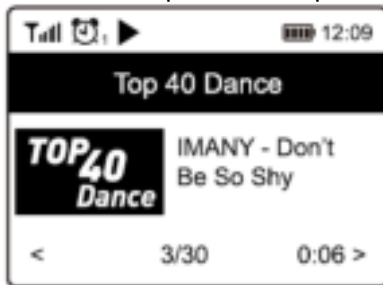 12:09
Top 40 Dance
TOP 40
Dance
IMANY - Don't
Be So Shy
< 3/30 0:06 >